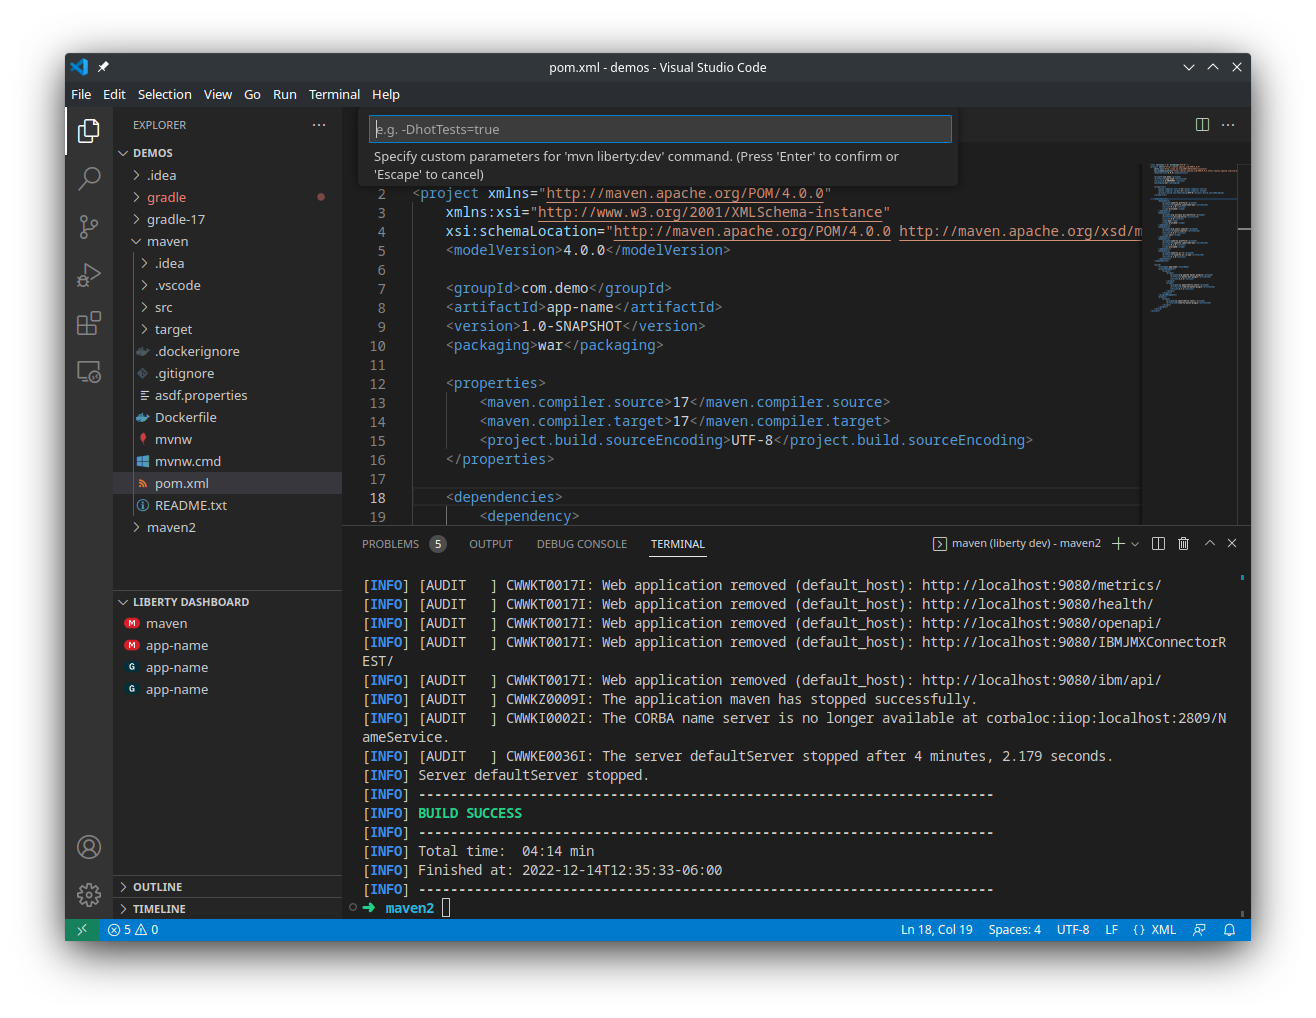 pom.xml - demos - Visual Studio Code
File Edit Selection View Go Run Terminal Help
EXPLORER
DEMOS
.idea
gradle
gradle-17
maven
.idea
.vscode
src
target
.dockerignore
.gitignore
asdf.properties
Dockerfile
mvnw
mvnw.cmd
pom.xml
README.txt
maven2
LIBERTY DASHBOARD
M maven
M app-name
G app-name
G app-name
OUTLINE
TIMELINE
e.g. -DhotTests=true
Specify custom parameters for 'mvn liberty:dev' command. (Press 'Enter' to confirm or
'Escape' to cancel)
2 <project xmlns="http://maven.apache.org/POM/4.0.0"
3 xmlns:xsi="http://www.w3.org/2001/XMLSchema-instance"
4 xsi:schemaLocation="http://maven.apache.org/POM/4.0.0 http://maven.apache.org/xsd/m
5 <modelVersion>4.0.0</modelVersion>
6
7 <groupId>com.demo</groupId>
8 <artifactId>app-name</artifactId>
9 <version>1.0-SNAPSHOT</version>
10 <packaging>war</packaging>
11
12 <properties>
13 <maven.compiler.source>17</maven.compiler.source>
14 <maven.compiler.target>17</maven.compiler.target>
15 <project.build.sourceEncoding>UTF-8</project.build.sourceEncoding>
16 </properties>
17
18 <dependencies>
19 <dependency>
PROBLEMS 5 OUTPUT DEBUG CONSOLE TERMINAL maven (liberty dev) - maven2
[INFO] [AUDIT   ] CWWKT0017I: Web application removed (default_host): http://localhost:9080/metrics/
[INFO] [AUDIT   ] CWWKT0017I: Web application removed (default_host): http://localhost:9080/health/
[INFO] [AUDIT   ] CWWKT0017I: Web application removed (default_host): http://localhost:9080/openapi/
[INFO] [AUDIT   ] CWWKT0017I: Web application removed (default_host): http://localhost:9080/IBMJMXConnectorR
EST/
[INFO] [AUDIT   ] CWWKT0017I: Web application removed (default_host): http://localhost:9080/ibm/api/
[INFO] [AUDIT   ] CWWKZ0009I: The application maven has stopped successfully.
[INFO] [AUDIT   ] CWWKI0002I: The CORBA name server is no longer available at corbaloc:iiop:localhost:2809/N
ameService.
[INFO] [AUDIT   ] CWWKE0036I: The server defaultServer stopped after 4 minutes, 2.179 seconds.
[INFO] Server defaultServer stopped.
[INFO] ------------------------------------------------------------------------
[INFO] BUILD SUCCESS
[INFO] ------------------------------------------------------------------------
[INFO] Total time:  04:14 min
[INFO] Finished at: 2022-12-14T12:35:33-06:00
[INFO] ------------------------------------------------------------------------
➜ maven2
5 0 Ln 18, Col 19 Spaces: 4 UTF-8 LF {} XML